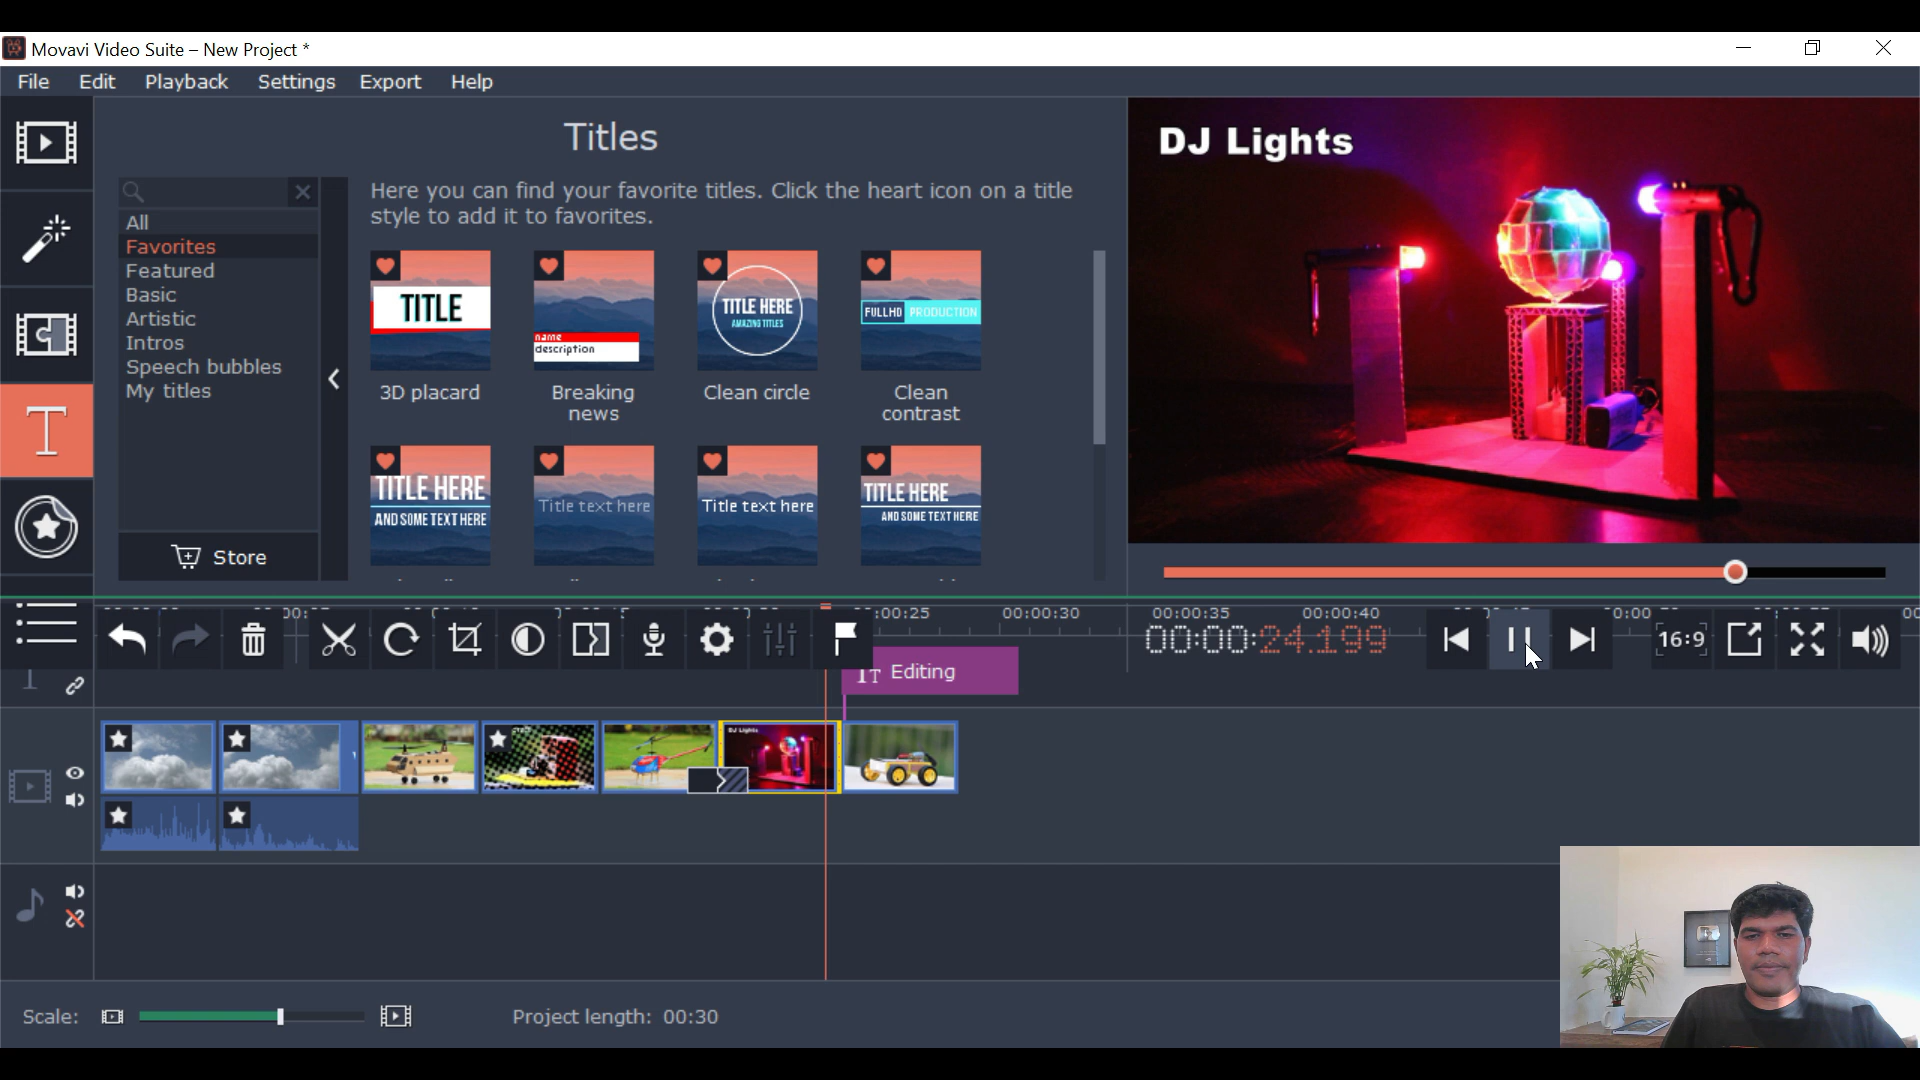 Movavi Video Suite – New Project *
File Edit Playback Settings Export Help
Titles
Here you can find your favorite titles. Click the heart icon on a title
style to add it to favorites.
All
Favorites
Featured
Basic
Artistic
Intros
Speech bubbles
My titles
Store
TITLE
3D placard
name
description
Breaking
news
TITLE HERE
AMAZING TITLES
Clean circle
FULLHD PRODUCTION
Clean
contrast
TITLE HERE
AND SOME TEXT HERE
Title text here
Title text here
TITLE HERE
AND SOME TEXT HERE
DJ Lights
:00:25 00:00:30 00:00:35 00:00:40
00:00:24.199
16:9
Editing
DJ Lights
Scale:
Project length: 00:30